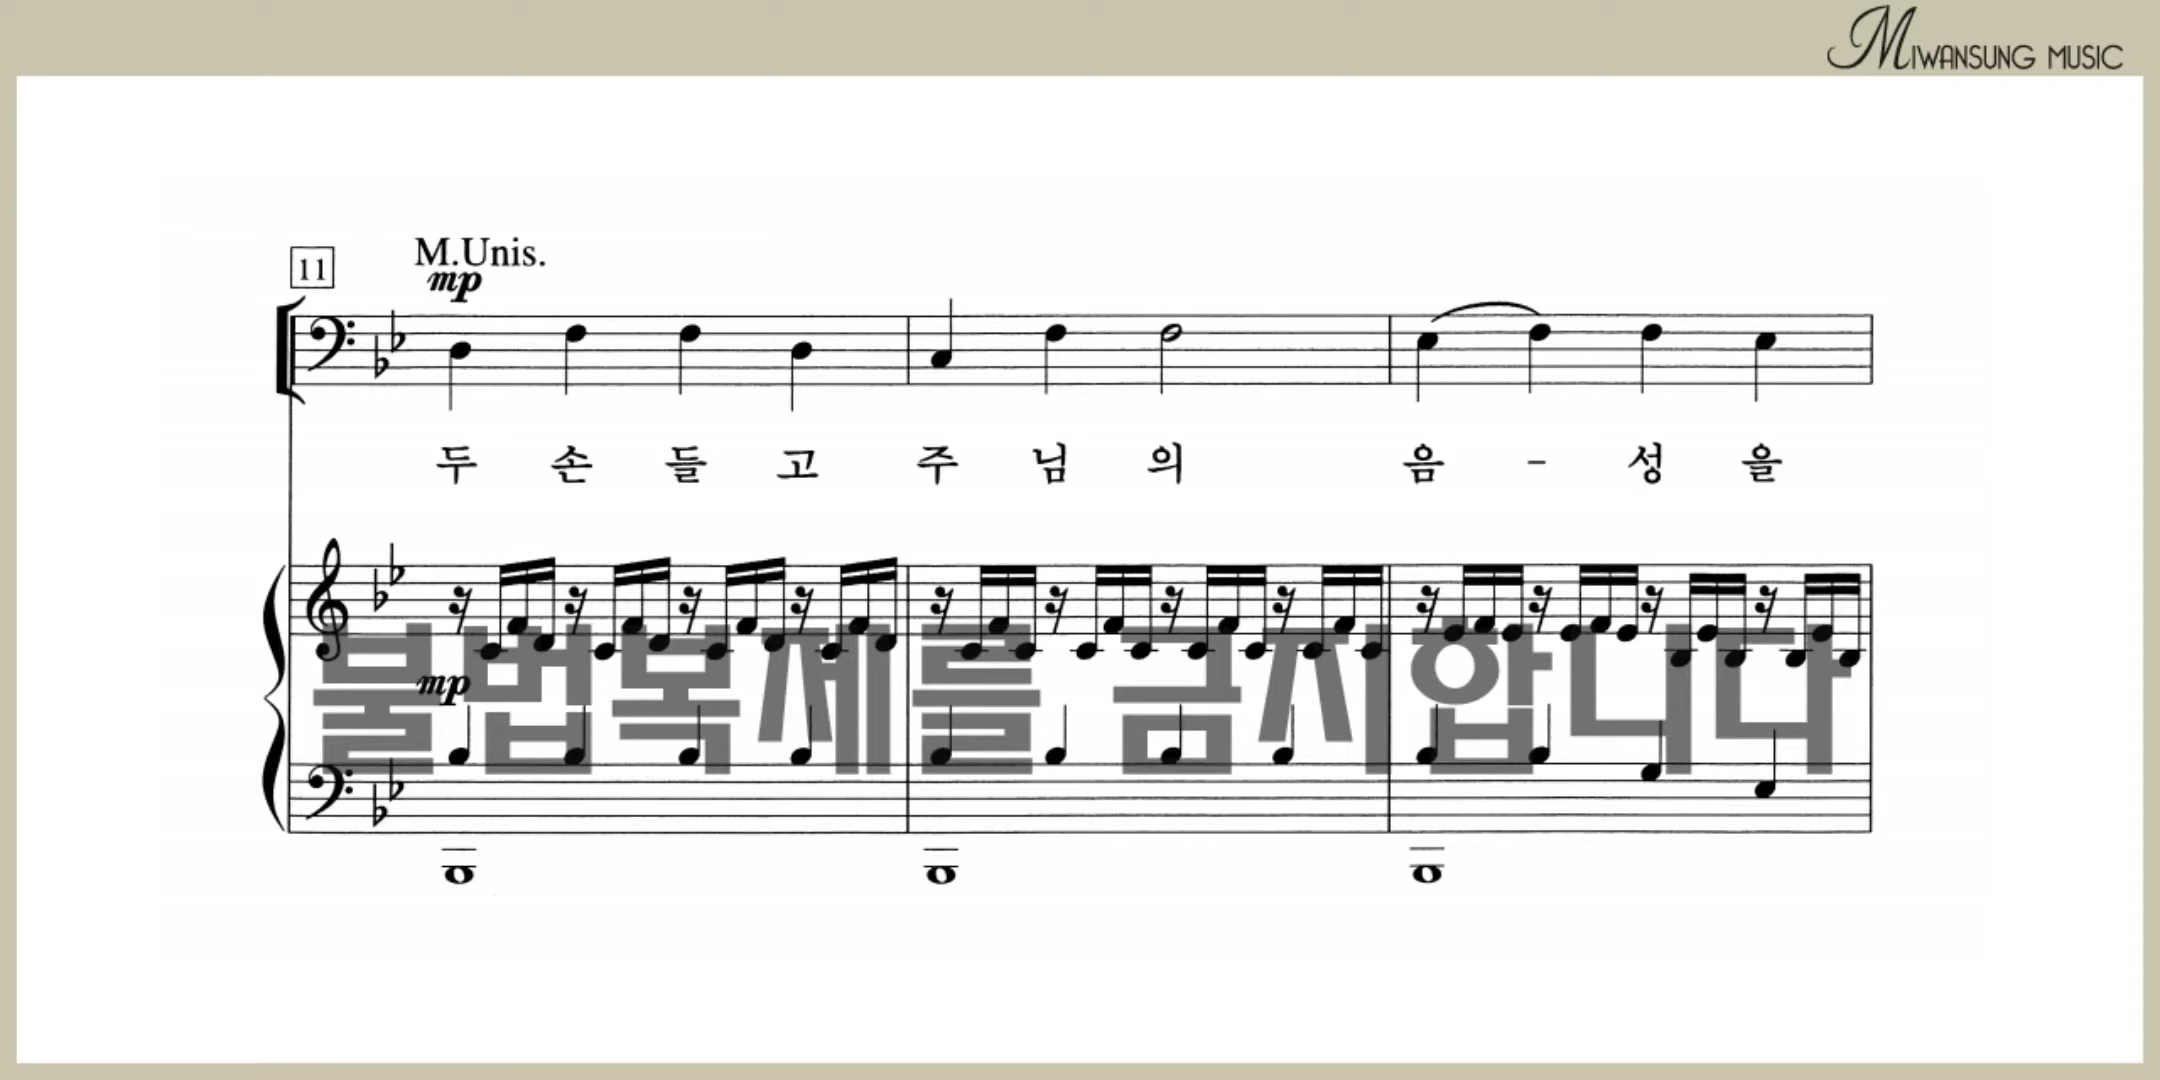 MIWANSUNG MUSIC
11
M.Unis.
mp
두 손 들 고 주 님 의 음 - 성 을
mp
불법복제를 금지합니다